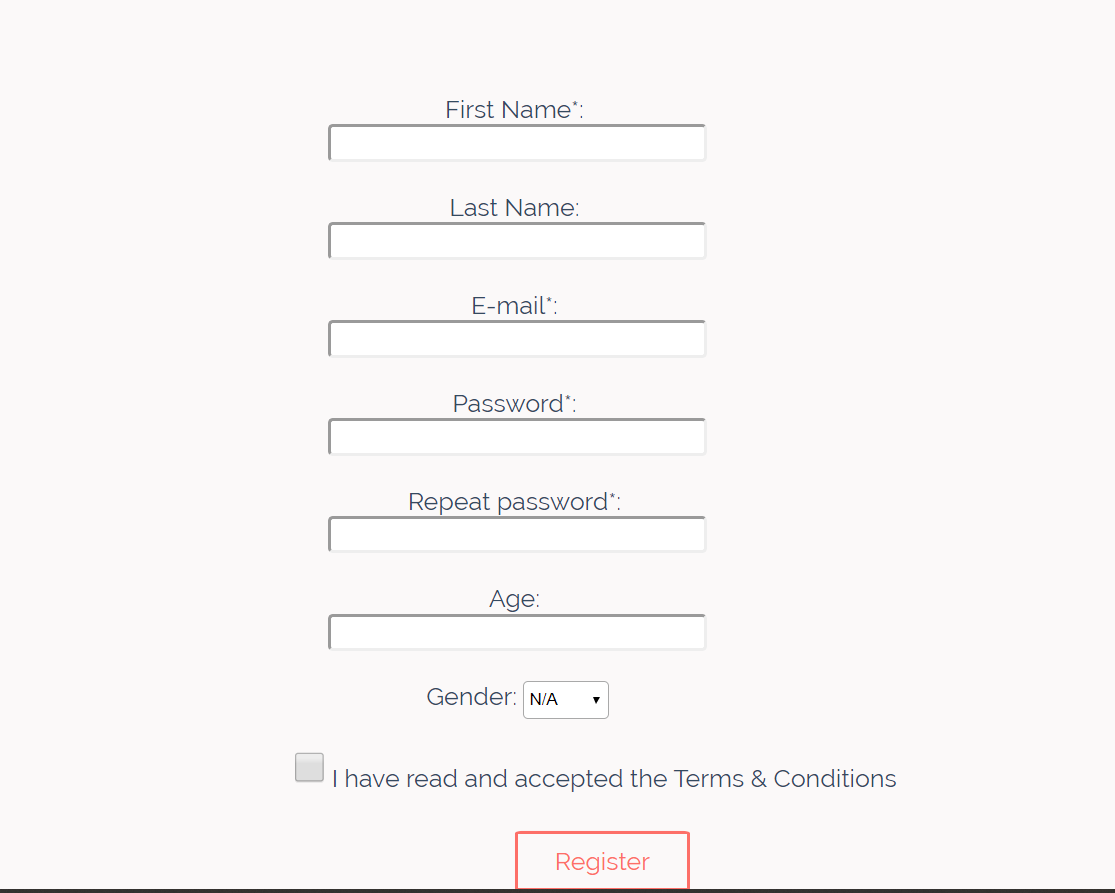 First Name*:
Last Name:
E-mail*:
Password*:
Repeat password*:
Age:
Gender: N/A
I have read and accepted the Terms & Conditions
Register